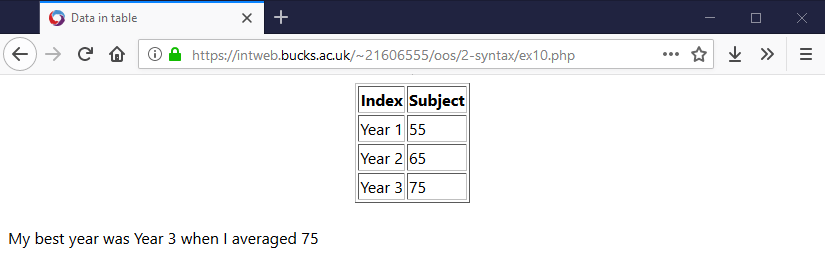 Data in table
https://intweb.bucks.ac.uk/~21606555/oos/2-syntax/ex10.php
Index Subject
Year 1 55
Year 2 65
Year 3 75
My best year was Year 3 when I averaged 75